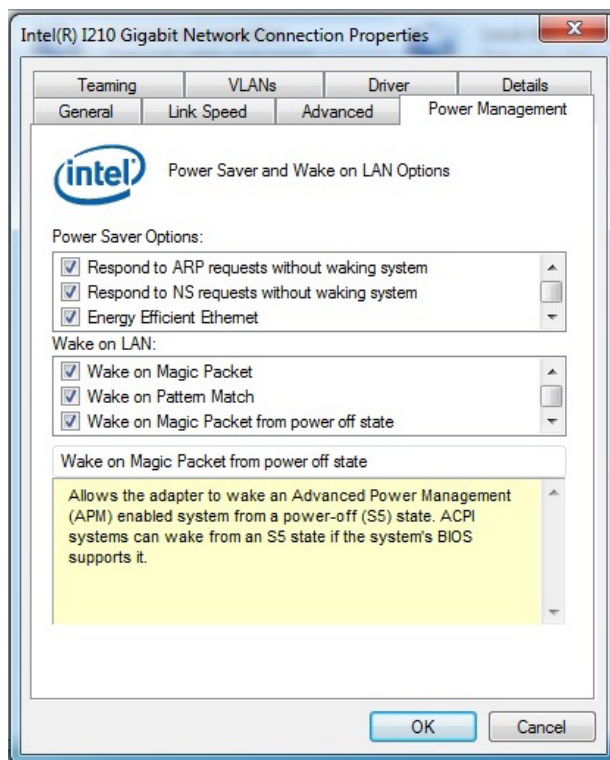 Intel(R) I210 Gigabit Network Connection Properties
Teaming VLANs Driver Details
General Link Speed Advanced Power Management
intel Power Saver and Wake on LAN Options
Power Saver Options:
Respond to ARP requests without waking system
Respond to NS requests without waking system
Energy Efficient Ethernet
Wake on LAN:
Wake on Magic Packet
Wake on Pattern Match
Wake on Magic Packet from power off state
Wake on Magic Packet from power off state
Allows the adapter to wake an Advanced Power Management
(APM) enabled system from a power-off (S5) state. ACPI
systems can wake from an S5 state if the system's BIOS
supports it.
OK Cancel